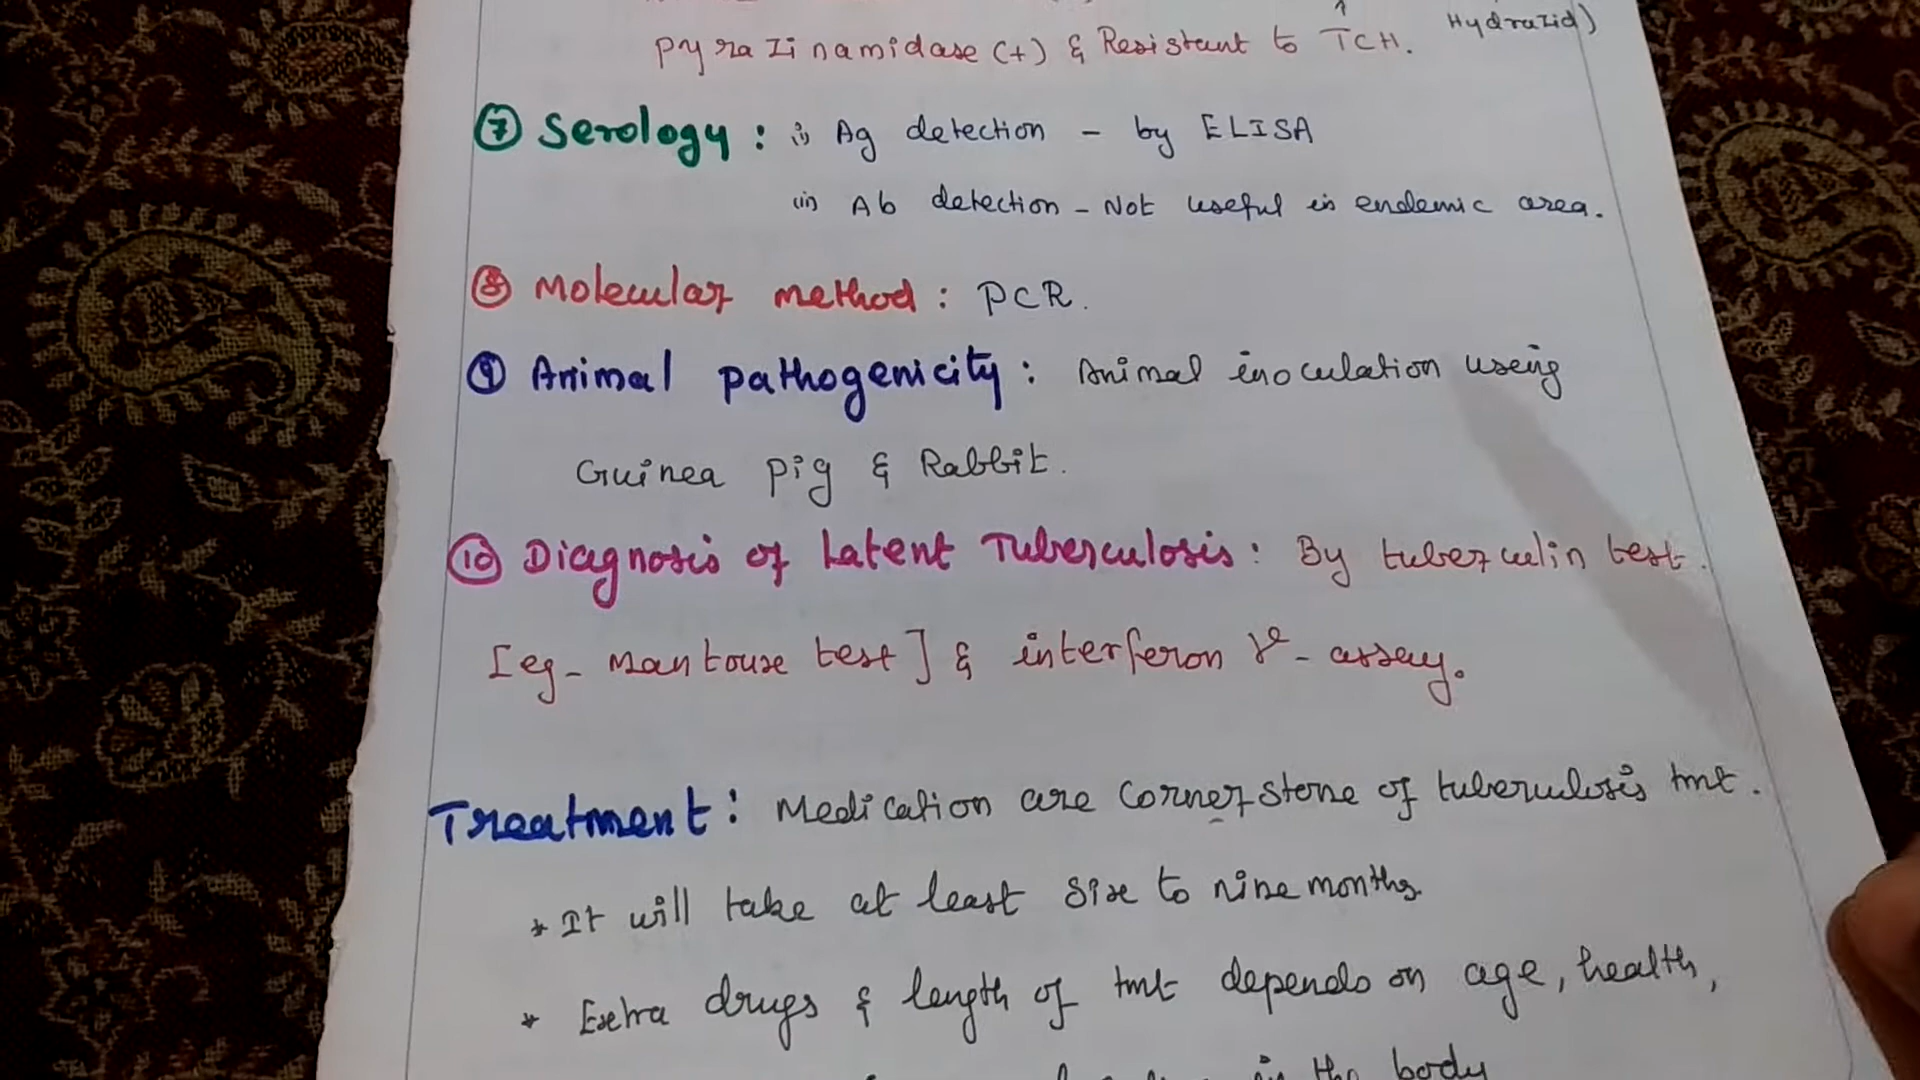 Hydrazid)
Pyrazinamidase (+) & Resistant to TCH.
⑦ Serology: i) Ag detection - by ELISA
(ii) Ab detection - Not useful in endemic area.
⑧ Molecular method: PCR.
⑨ Animal pathogenicity: Animal inoculation using
Guinea pig & Rabbit.
⑩ Diagnosis of Latent Tuberculosis: By tuberculin test.
[eg- Mantoux test] & interferon γ - assay.
Treatment: Medication are cornerstone of tuberculosis tmt.
* It will take at least six to nine months.
* Extra drugs & length of tmt depends on age, health,
in the body